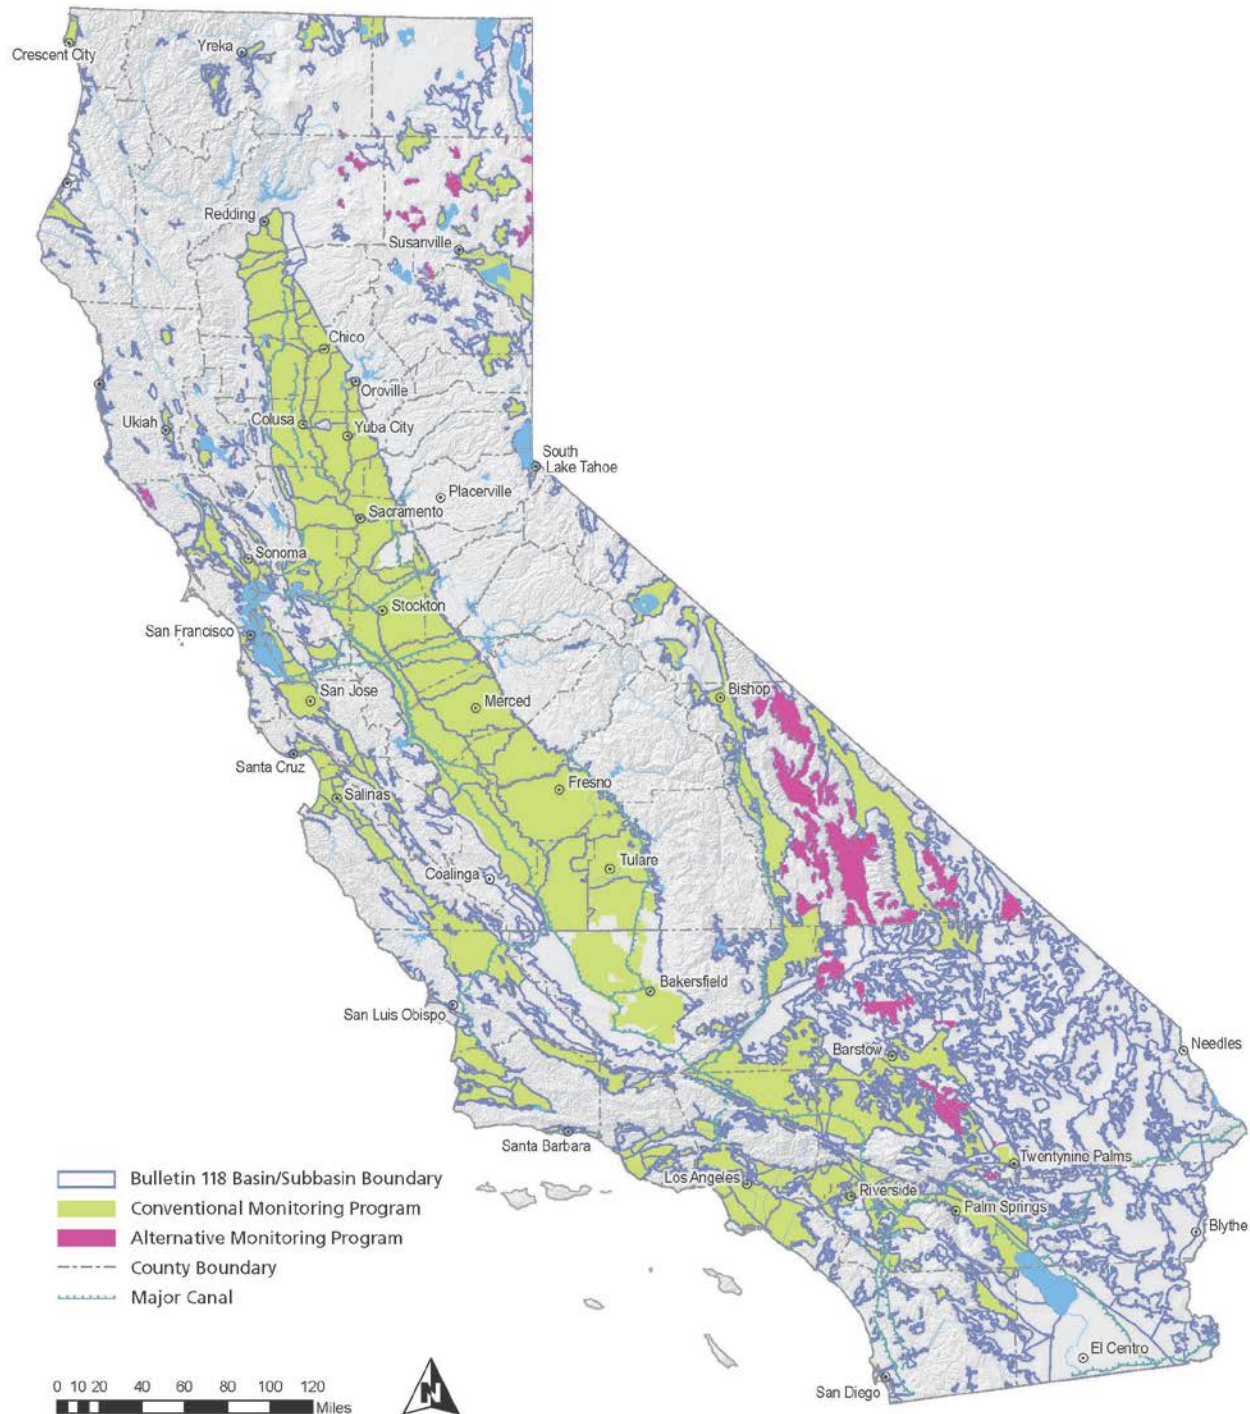 Crescent City
Yreka
Redding
Susanville
Chico
Oroville
Ukiah
Colusa
Yuba City
South
Lake Tahoe
Placerville
Sacramento
Sonoma
Stockton
San Francisco
San Jose
Merced
Bishop
Santa Cruz
Salinas
Fresno
Tulare
Coalinga
Bakersfield
San Luis Obispo
Barstow
Needles
Santa Barbara
Twentynine Palms
Los Angeles
Riverside
Palm Springs
Blythe
El Centro
San Diego
Bulletin 118 Basin/Subbasin Boundary
Conventional Monitoring Program
Alternative Monitoring Program
County Boundary
Major Canal
0 10 20 40 60 80 100 120
Miles
N